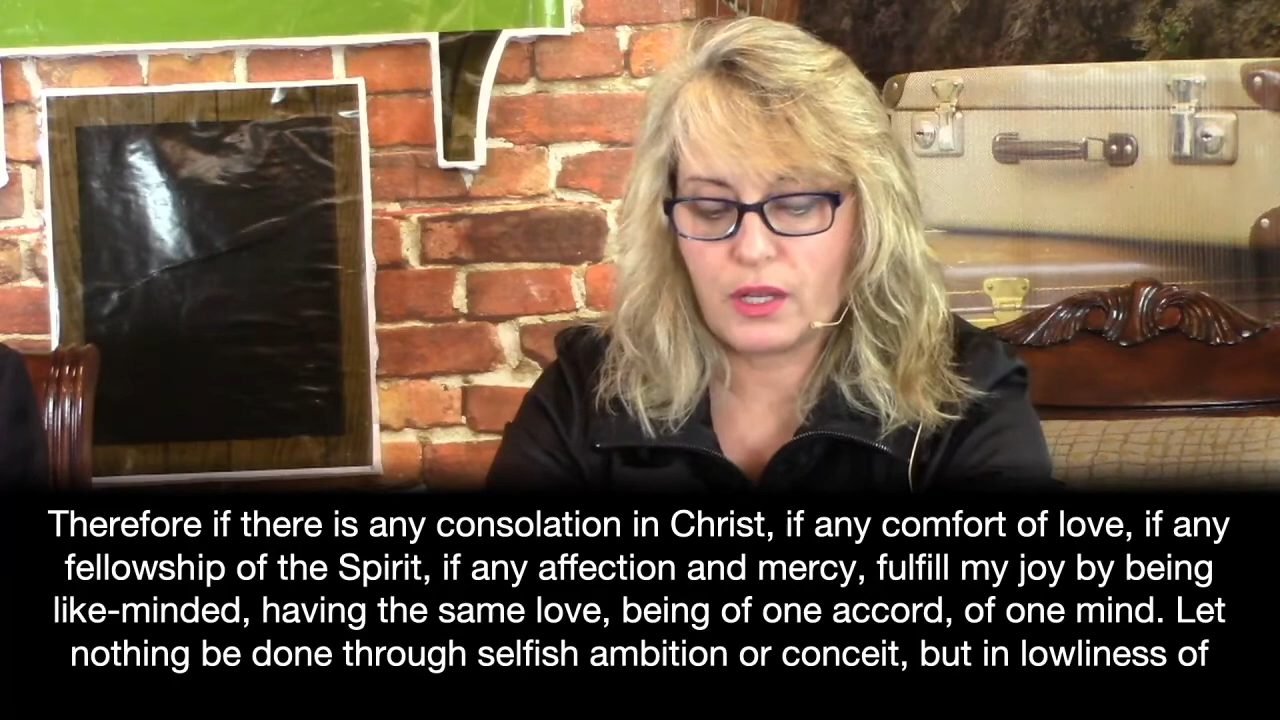 Therefore if there is any consolation in Christ, if any comfort of love, if any
fellowship of the Spirit, if any affection and mercy, fulfill my joy by being
like-minded, having the same love, being of one accord, of one mind. Let
nothing be done through selfish ambition or conceit, but in lowliness of